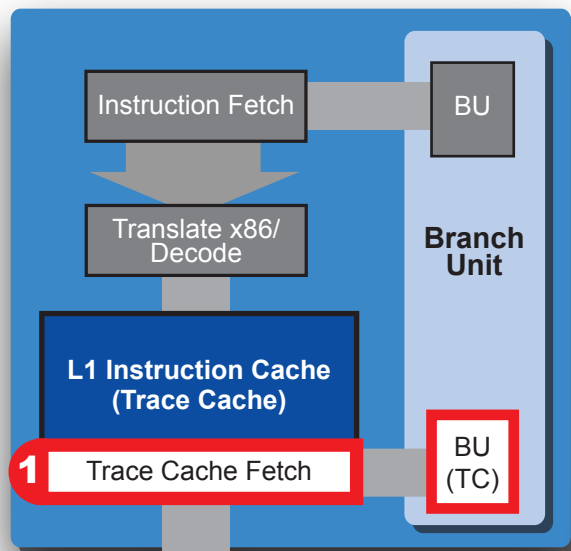 Instruction Fetch
BU
Translate x86/
Decode
Branch
Unit
L1 Instruction Cache
(Trace Cache)
1
Trace Cache Fetch
BU
(TC)